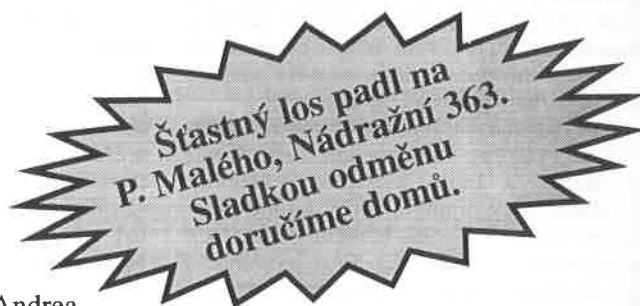 Šťastný los padl na
P. Malého, Nádražní 363.
Sladkou odměnu
doručíme domů.
Andrea